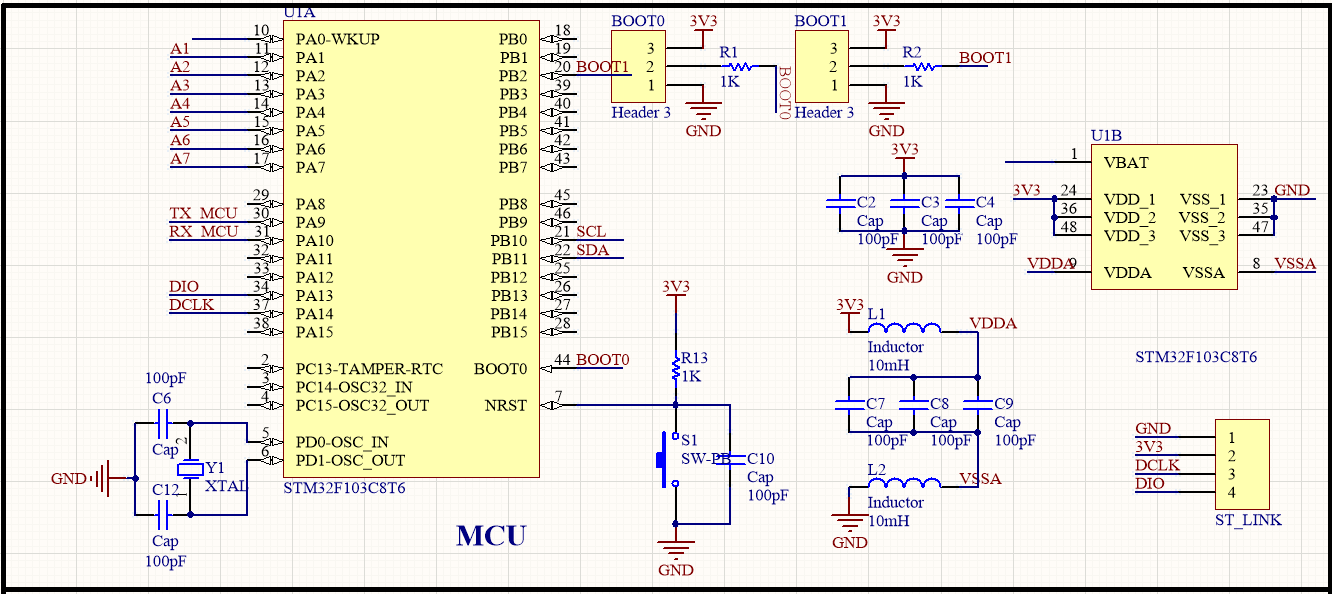 U1A
10 PA0-WKUP PB0 18
A1 11 PA1 PB1 19
A2 12 PA2 PB2 20 BOOT1
A3 13 PA3 PB3 39
A4 14 PA4 PB4 40
A5 15 PA5 PB5 41
A6 16 PA6 PB6 42
A7 17 PA7 PB7 43
29 PA8 PB8 45
TX_MCU 30 PA9 PB9 46
RX_MCU 31 PA10 PB10 21 SCL
32 PA11 PB11 22 SDA
33 PA12 PB12 25
DIO 34 PA13 PB13 26
DCLK 37 PA14 PB14 27
38 PA15 PB15 28
2 PC13-TAMPER-RTC BOOT0 44 BOOT0
3 PC14-OSC32_IN
4 PC15-OSC32_OUT NRST 7
5 PD0-OSC_IN
6 PD1-OSC_OUT
STM32F103C8T6
100pF
C6
Cap
2
GND
Y1
XTAL
1
C12
Cap
100pF
MCU
BOOT0 3V3
3
2
1
R1
1K
BOOT0
Header 3
GND
BOOT1 3V3
3
2
1
R2
1K
BOOT1
Header 3
GND
3V3
C2 C3 C4
Cap Cap Cap
100pF 100pF 100pF
GND
3V3
R13
1K
S1
SW-PB
C10
Cap
100pF
GND
3V3 L1 VDDA
Inductor
10mH
C7 C8 C9
Cap Cap Cap
100pF 100pF 100pF
L2 VSSA
Inductor
10mH
GND
U1B
1 VBAT
3V3 24 VDD_1 VSS_1 23 GND
36 VDD_2 VSS_2 35
48 VDD_3 VSS_3 47
VDDA 9 VDDA VSSA 8 VSSA
STM32F103C8T6
GND 1
3V3 2
DCLK 3
DIO 4
ST_LINK